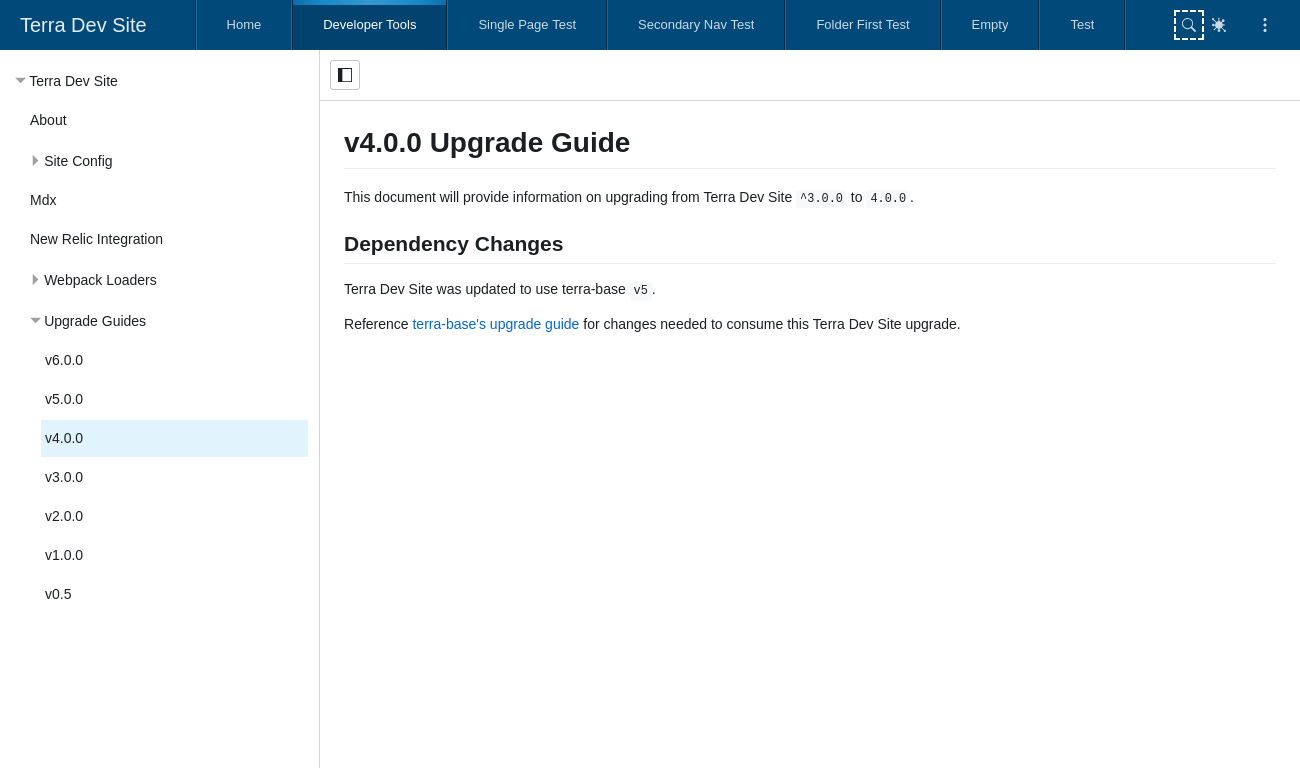 Terra Dev Site
Home
Developer Tools
Single Page Test
Secondary Nav Test
Folder First Test
Empty
Test
Terra Dev Site
About
Site Config
Mdx
New Relic Integration
Webpack Loaders
Upgrade Guides
v6.0.0
v5.0.0
v4.0.0
v3.0.0
v2.0.0
v1.0.0
v0.5
v4.0.0 Upgrade Guide
This document will provide information on upgrading from Terra Dev Site ^3.0.0 to 4.0.0.
Dependency Changes
Terra Dev Site was updated to use terra-base v5.
Reference terra-base's upgrade guide for changes needed to consume this Terra Dev Site upgrade.